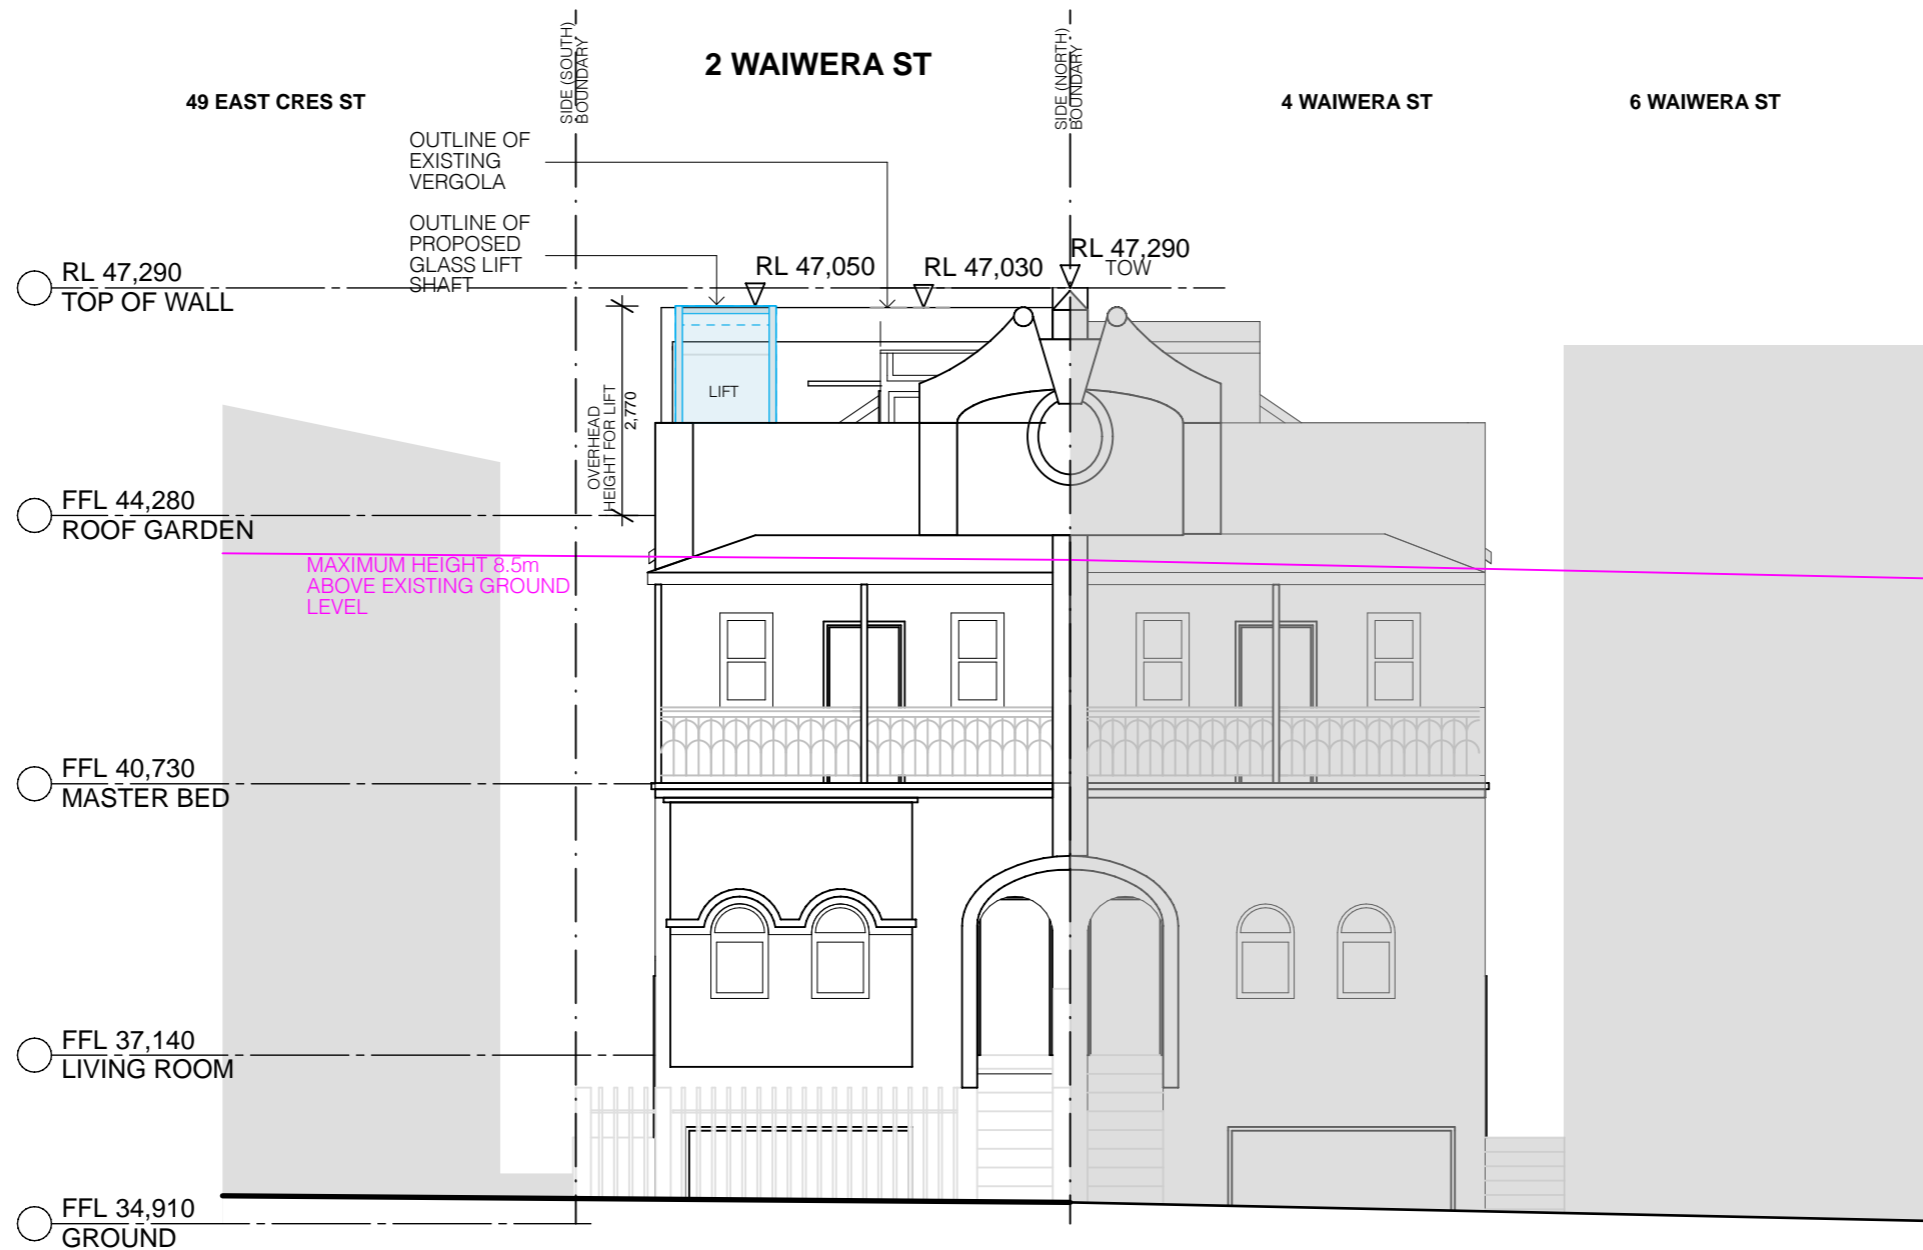 2 WAIWERA ST
49 EAST CRES ST
4 WAIWERA ST
6 WAIWERA ST
SIDE (SOUTH)
BOUNDARY
SIDE (NORTH)
BOUNDARY
OUTLINE OF
EXISTING
VERGOLA
OUTLINE OF
PROPOSED
GLASS LIFT
SHAFT
RL 47,290
TOP OF WALL
RL 47,050
RL 47,030
RL 47,290
TOW
LIFT
OVERHEAD
HEIGHT FOR LIFT
2,770
FFL 44,280
ROOF GARDEN
MAXIMUM HEIGHT 8.5m
ABOVE EXISTING GROUND
LEVEL
FFL 40,730
MASTER BED
FFL 37,140
LIVING ROOM
FFL 34,910
GROUND